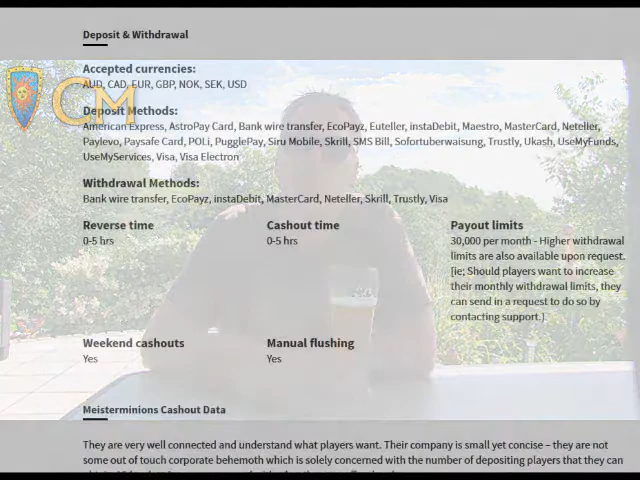 Deposit & Withdrawal
Accepted currencies:
AUD, CAD, EUR, GBP, NOK, SEK, USD
CM
Deposit Methods:
American Express, AstroPay Card, Bank wire transfer, EcoPayz, Euteller, instaDebit, Maestro, MasterCard, Neteller,
Paylevo, Paysafe Card, POLi, PugglePay, Siru Mobile, Skrill, SMS Bill, Sofortuberwaisung, Trustly, Ukash, UseMyFunds,
UseMyServices, Visa, Visa Electron
Withdrawal Methods:
Bank wire transfer, EcoPayz, instaDebit, MasterCard, Neteller, Skrill, Trustly, Visa
Reverse time
0-5 hrs
Cashout time
0-5 hrs
Payout limits
30,000 per month - Higher withdrawal
limits are also available upon request.
[ie; Should players want to increase
their monthly withdrawal limits, they
can send in a request to do so by
contacting support.]
Weekend cashouts
Yes
Manual flushing
Yes
Meisterminions Cashout Data
They are very well connected and understand what players want. Their company is small yet concise – they are not
some out of touch corporate behemoth which is solely concerned with the number of depositing players that they can